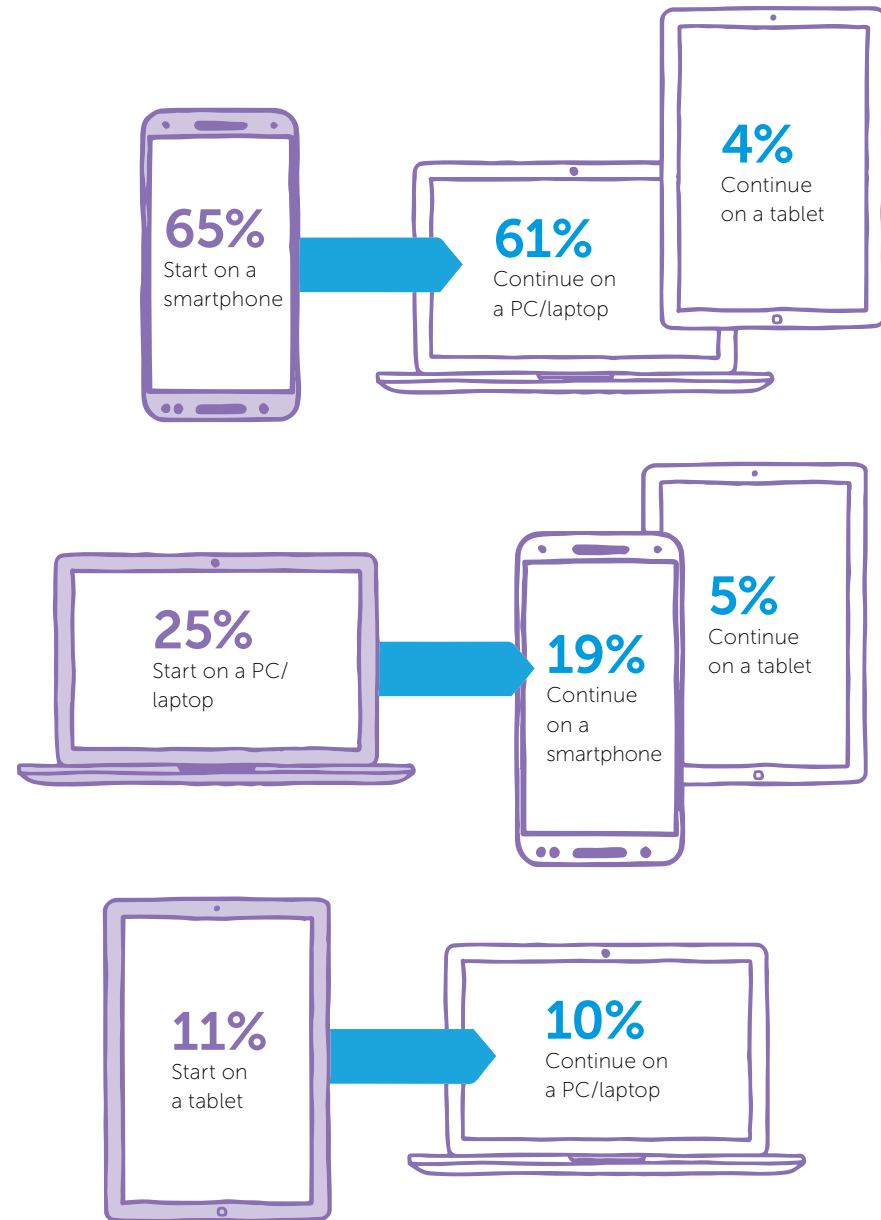 65%
Start on a
smartphone
61%
Continue on
a PC/laptop
4%
Continue
on a tablet
25%
Start on a PC/
laptop
19%
Continue
on a
smartphone
5%
Continue
on a tablet
11%
Start on
a tablet
10%
Continue on
a PC/laptop